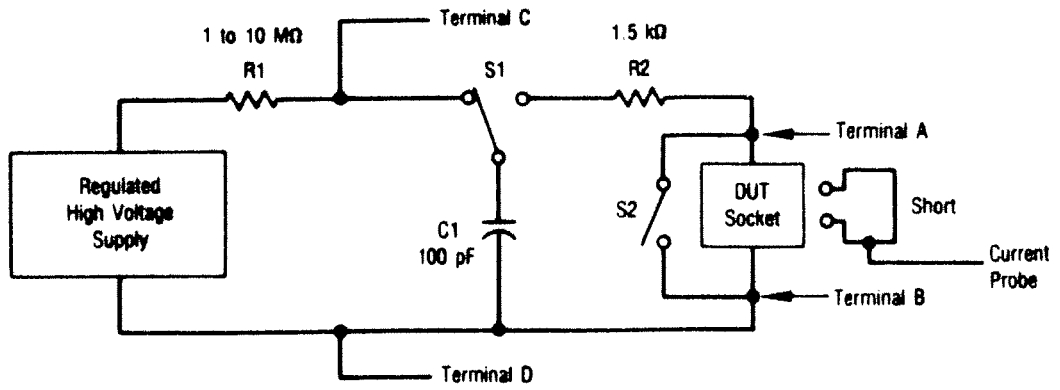 Terminal C
1 to 10 MΩ
R1
S1
1.5 kΩ
R2
Terminal A
Regulated
High Voltage
Supply
C1
100 pF
S2
DUT
Socket
Short
Current
Probe
Terminal B
Terminal D